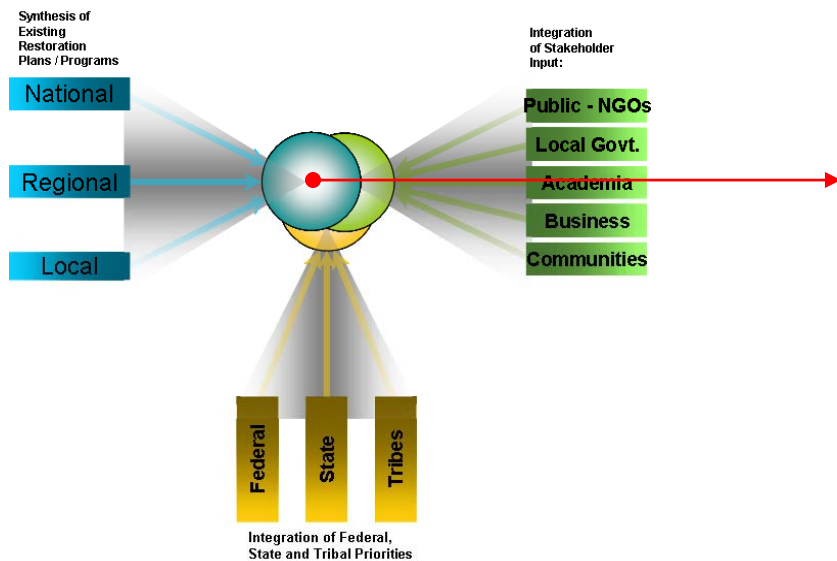 Synthesis of
Existing
Restoration
Plans / Programs
National
Regional
Local
Integration
of Stakeholder
Input:
Public - NGOs
Local Govt.
Academia
Business
Communities
Federal
State
Tribes
Integration of Federal,
State and Tribal Priorities